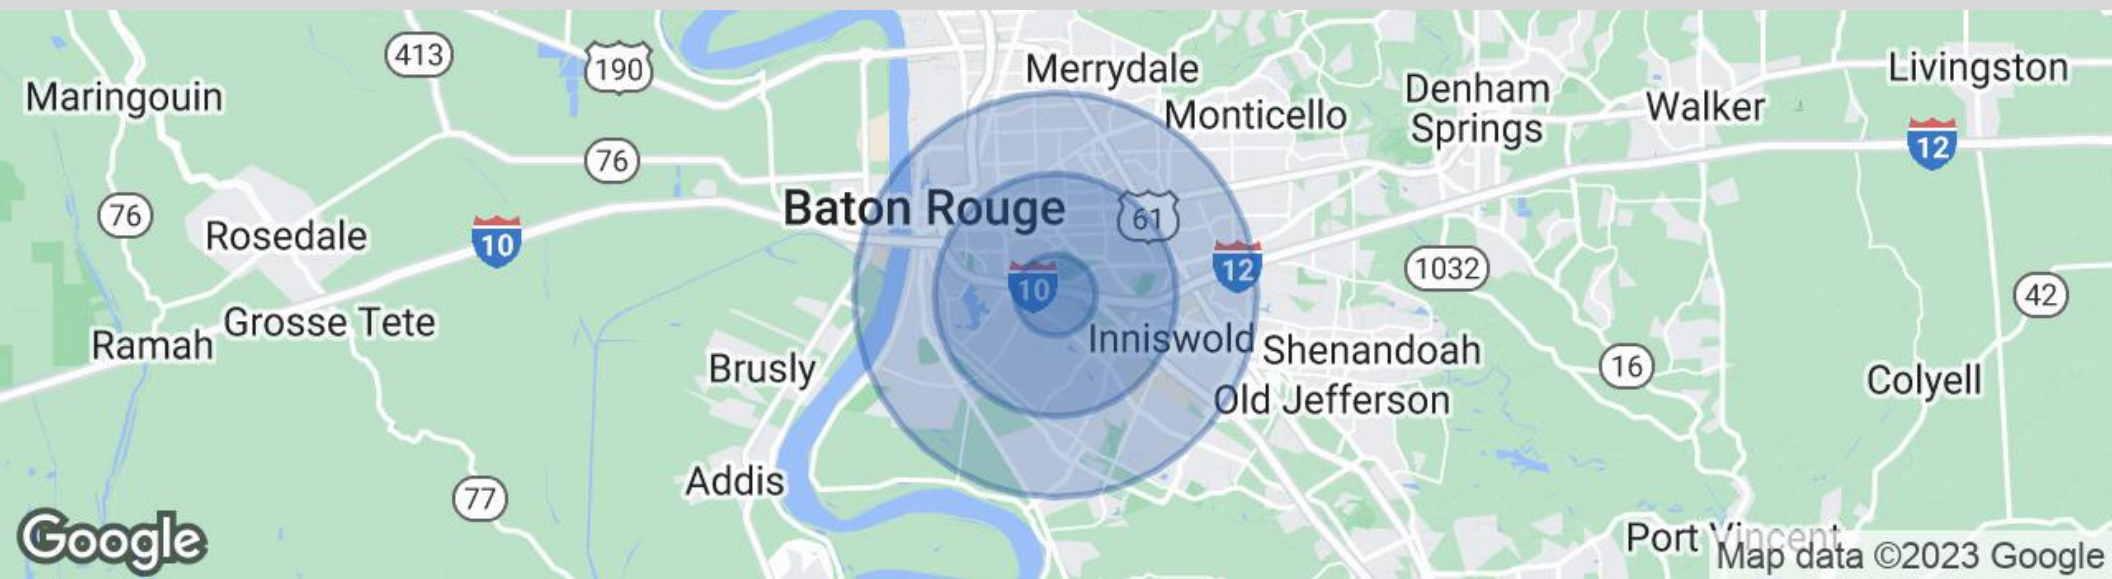 413
190
Merrydale
Livingston
Maringouin
Denham
Springs
Monticello
Walker
12
76
76
Baton Rouge
61
Rosedale
10
12
1032
10
42
Grosse Tete
Ramah
Inniswold
Shenandoah
Brusly
16
Colyell
Old Jefferson
Addis
77
Google
Port Vincent
Map data ©2023 Google